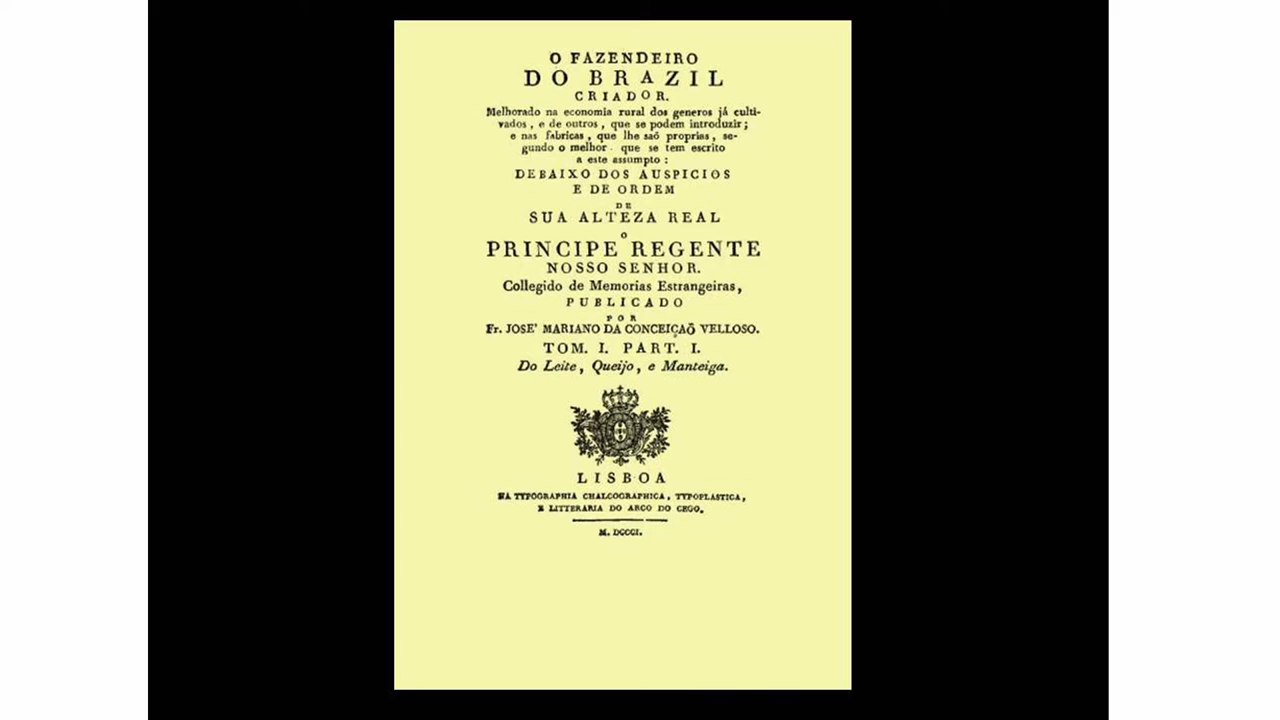 O FAZENDEIRO
DO BRAZIL
CRIADOR.
Melhorado na economia rural dos generos já culti-
vados, e de outros, que se podem introduzir;
e nas fabricas, que lhe saõ proprias, se-
gundo o melhor que se tem escrito
a este assumpto:
DEBAIXO DOS AUSPICIOS
E DE ORDEM
DE
SUA ALTEZA REAL
O
PRINCIPE REGENTE
NOSSO SENHOR.
Collegido de Memorias Estrangeiras,
PUBLICADO
POR
Fr. JOSE' MARIANO DA CONCEIÇAÕ VELLOSO.
TOM. I. PART. I.
Do Leite, Queijo, e Manteiga.
LISBOA
NA TYPOGRAPHIA CHALCOGRAPHICA, TYPOPLASTICA,
E LITTERARIA DO ARCO DO CEGO.
M. DCCCI.